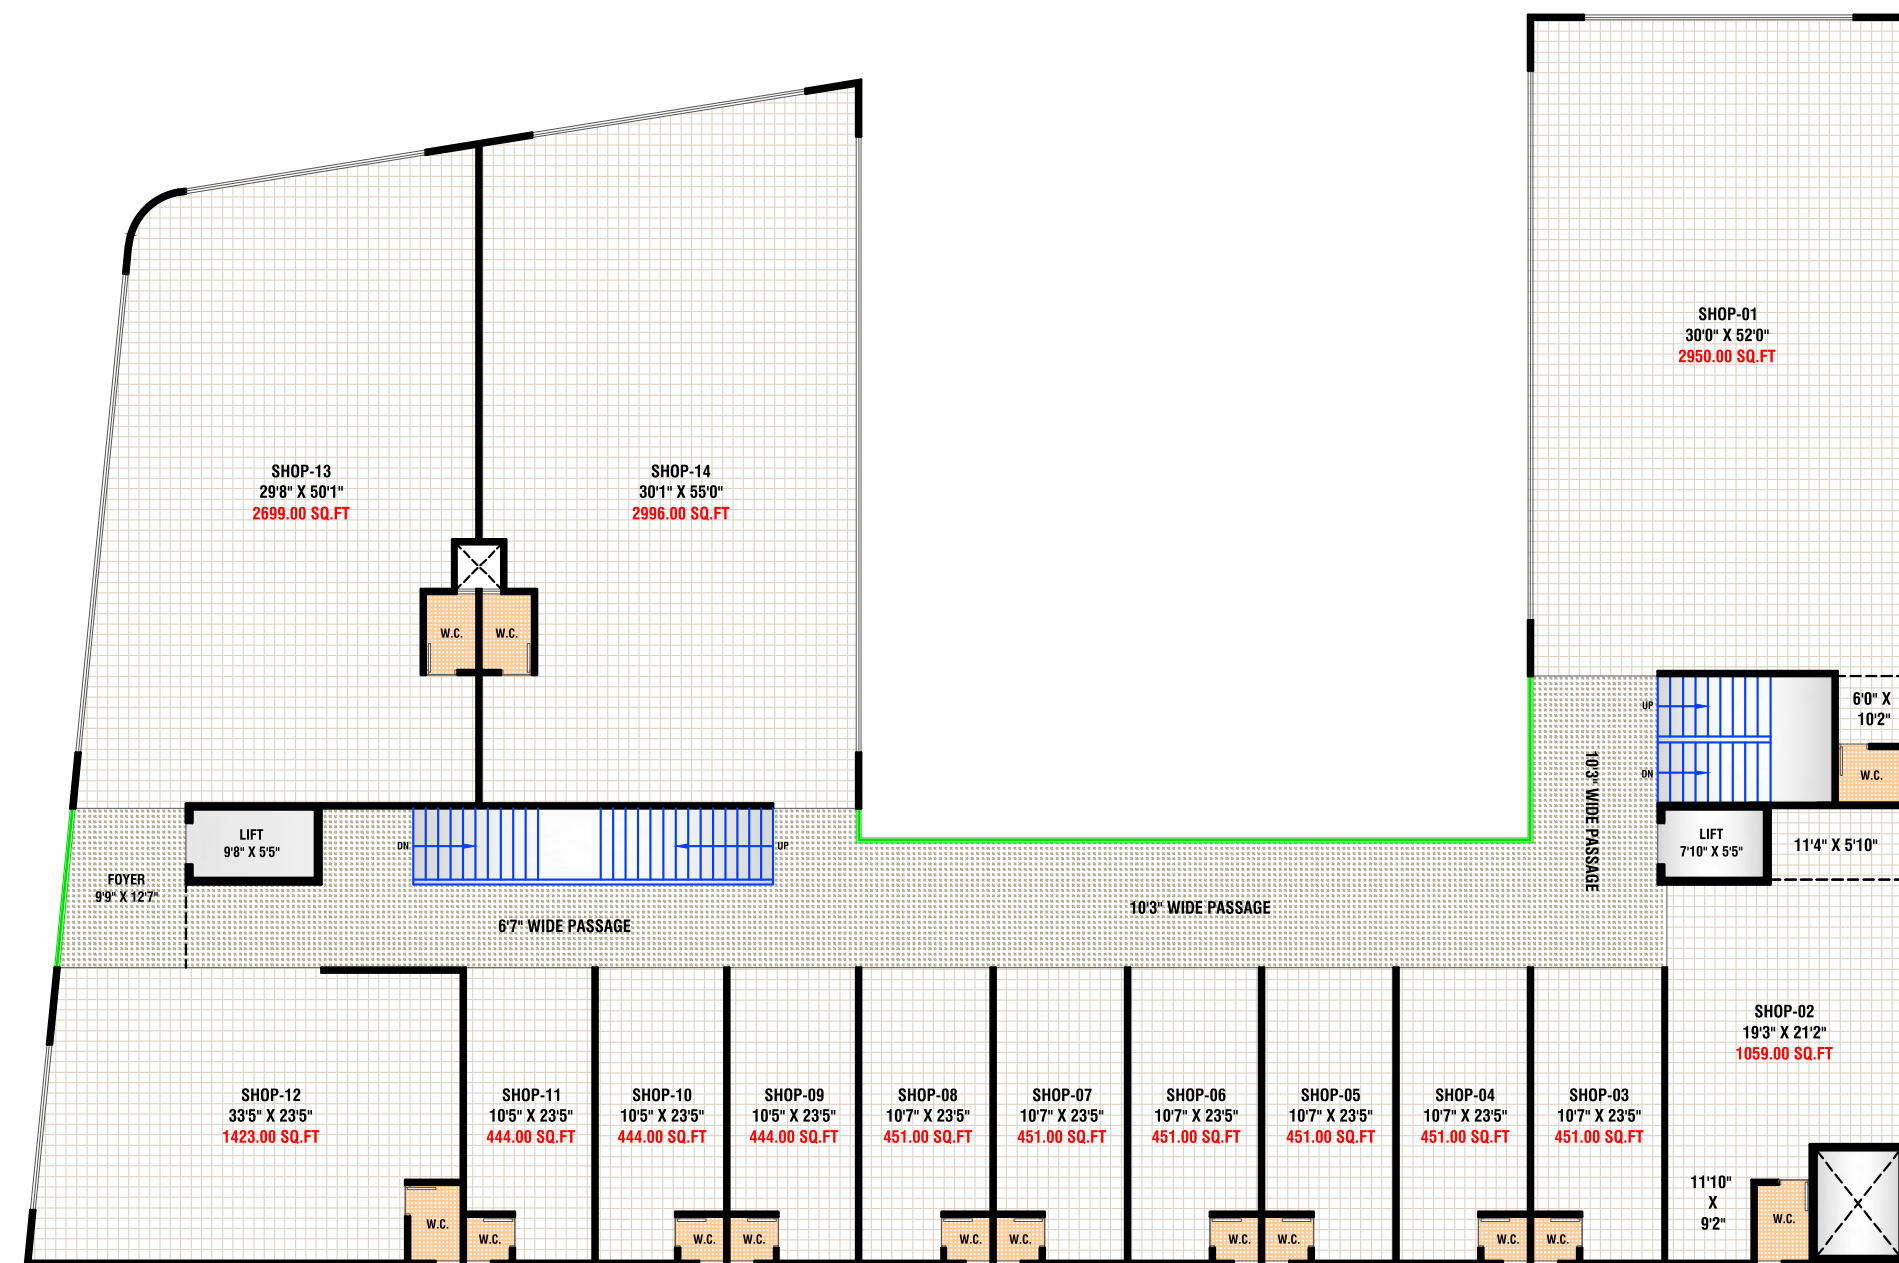 SHOP-01
30'0" X 52'0"
2950.00 SQ.FT
SHOP-13
29'8" X 50'1"
2699.00 SQ.FT
SHOP-14
30'1" X 55'0"
2996.00 SQ.FT
W.C.
W.C.
UP
DN
6'0" X
10'2"
W.C.
10'3" WIDE PASSAGE
LIFT
9'8" X 5'5"
DN
UP
LIFT
7'10" X 5'5"
11'4" X 5'10"
FOYER
9'9" X 12'7"
6'7" WIDE PASSAGE
10'3" WIDE PASSAGE
SHOP-02
19'3" X 21'2"
1059.00 SQ.FT
SHOP-12
33'5" X 23'5"
1423.00 SQ.FT
SHOP-11
10'5" X 23'5"
444.00 SQ.FT
SHOP-10
10'5" X 23'5"
444.00 SQ.FT
SHOP-09
10'5" X 23'5"
444.00 SQ.FT
SHOP-08
10'7" X 23'5"
451.00 SQ.FT
SHOP-07
10'7" X 23'5"
451.00 SQ.FT
SHOP-06
10'7" X 23'5"
451.00 SQ.FT
SHOP-05
10'7" X 23'5"
451.00 SQ.FT
SHOP-04
10'7" X 23'5"
451.00 SQ.FT
SHOP-03
10'7" X 23'5"
451.00 SQ.FT
11'10"
X
9'2"
W.C.
W.C.
W.C.
W.C.
W.C.
W.C.
W.C.
W.C.
W.C.
W.C.
W.C.